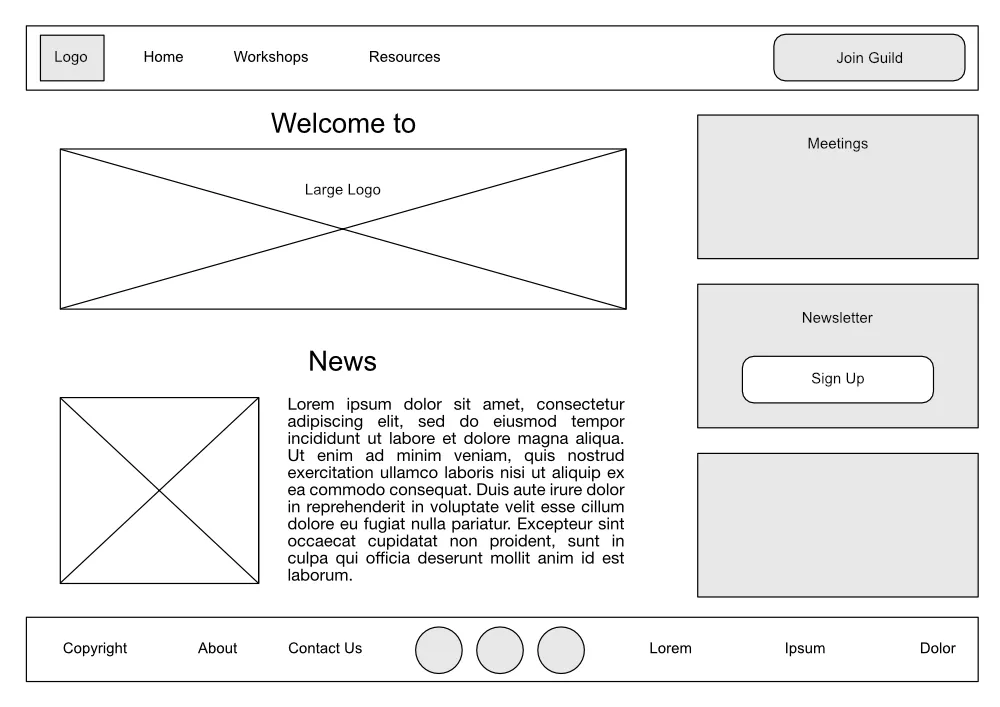 Logo
Home
Workshops
Resources
Join Guild
Welcome to
Large Logo
Meetings
Newsletter
Sign Up
News
Lorem ipsum dolor sit amet, consectetur
adipiscing elit, sed do eiusmod tempor
incididunt ut labore et dolore magna aliqua.
Ut enim ad minim veniam, quis nostrud
exercitation ullamco laboris nisi ut aliquip ex
ea commodo consequat. Duis aute irure dolor
in reprehenderit in voluptate velit esse cillum
dolore eu fugiat nulla pariatur. Excepteur sint
occaecat cupidatat non proident, sunt in
culpa qui officia deserunt mollit anim id est
laborum.
Copyright
About
Contact Us
Lorem
Ipsum
Dolor